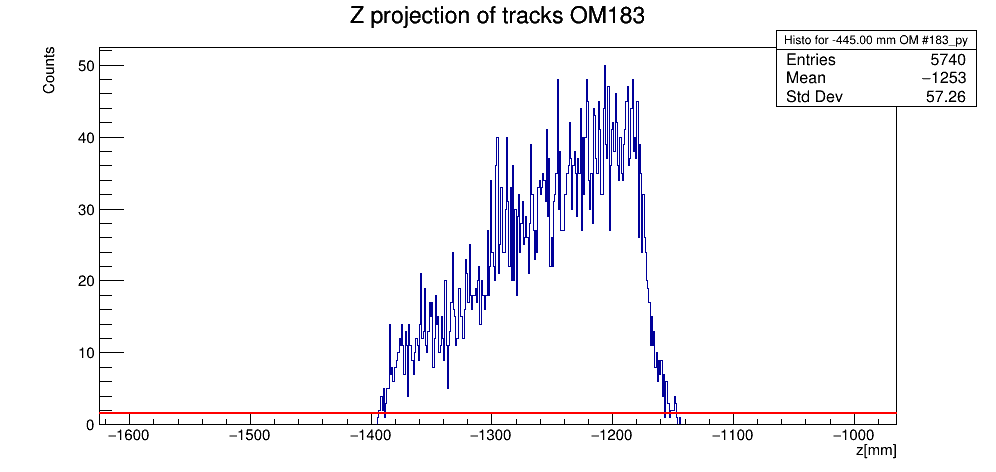 Z projection of tracks OM183
Histo for -445.00 mm OM #183_py
Entries 5740
Mean −1253
Std Dev 57.26
Counts
50
40
30
20
10
0
−1600 −1500 −1400 −1300 −1200 −1100 −1000
z[mm]